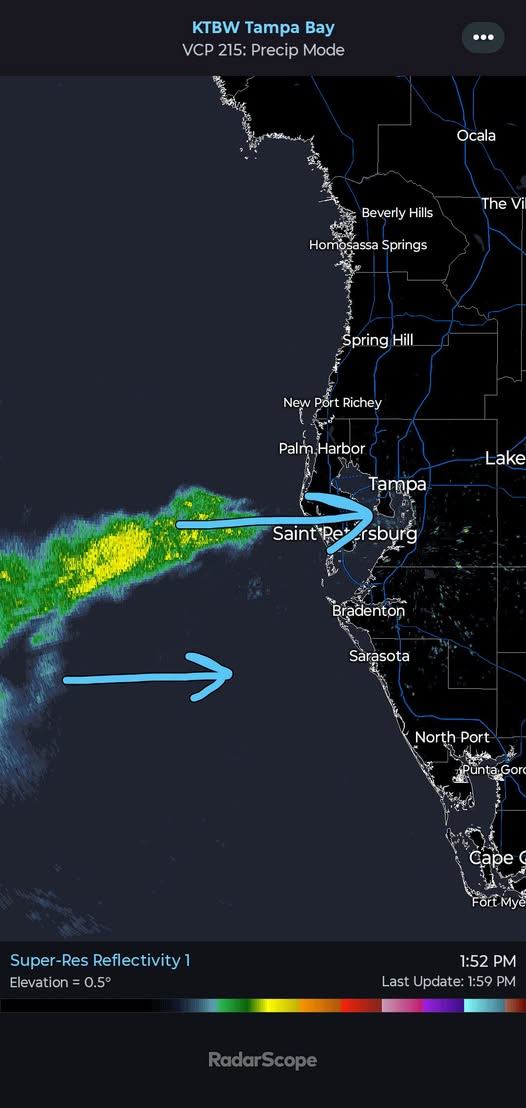 KTBW Tampa Bay
VCP 215: Precip Mode
Ocala
The Vil
Beverly Hills
Homosassa Springs
Spring Hill
New Port Richey
Palm Harbor
Lake
Tampa
Saint Petersburg
Bradenton
Sarasota
North Port
Punta Gord
Cape C
Fort Mye
Super-Res Reflectivity 1
1:52 PM
Elevation = 0.5°
Last Update: 1:59 PM
RadarScope